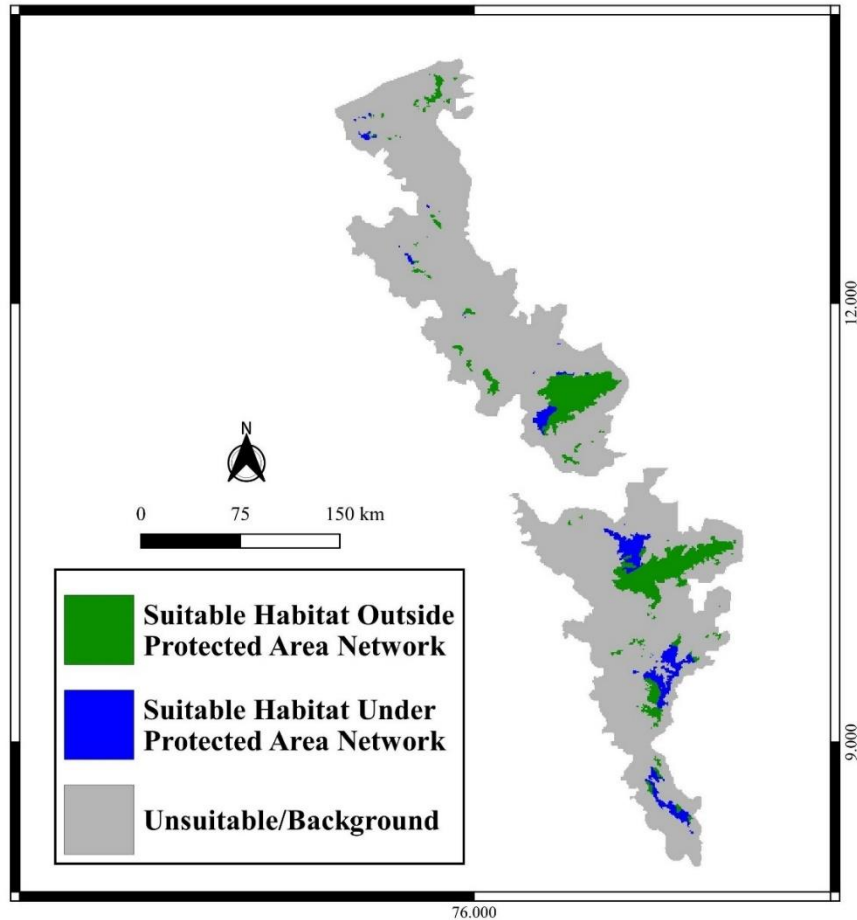 12.000
N
0 75 150 km
Suitable Habitat Outside
Protected Area Network
Suitable Habitat Under
Protected Area Network
Unsuitable/Background
9.000
76.000